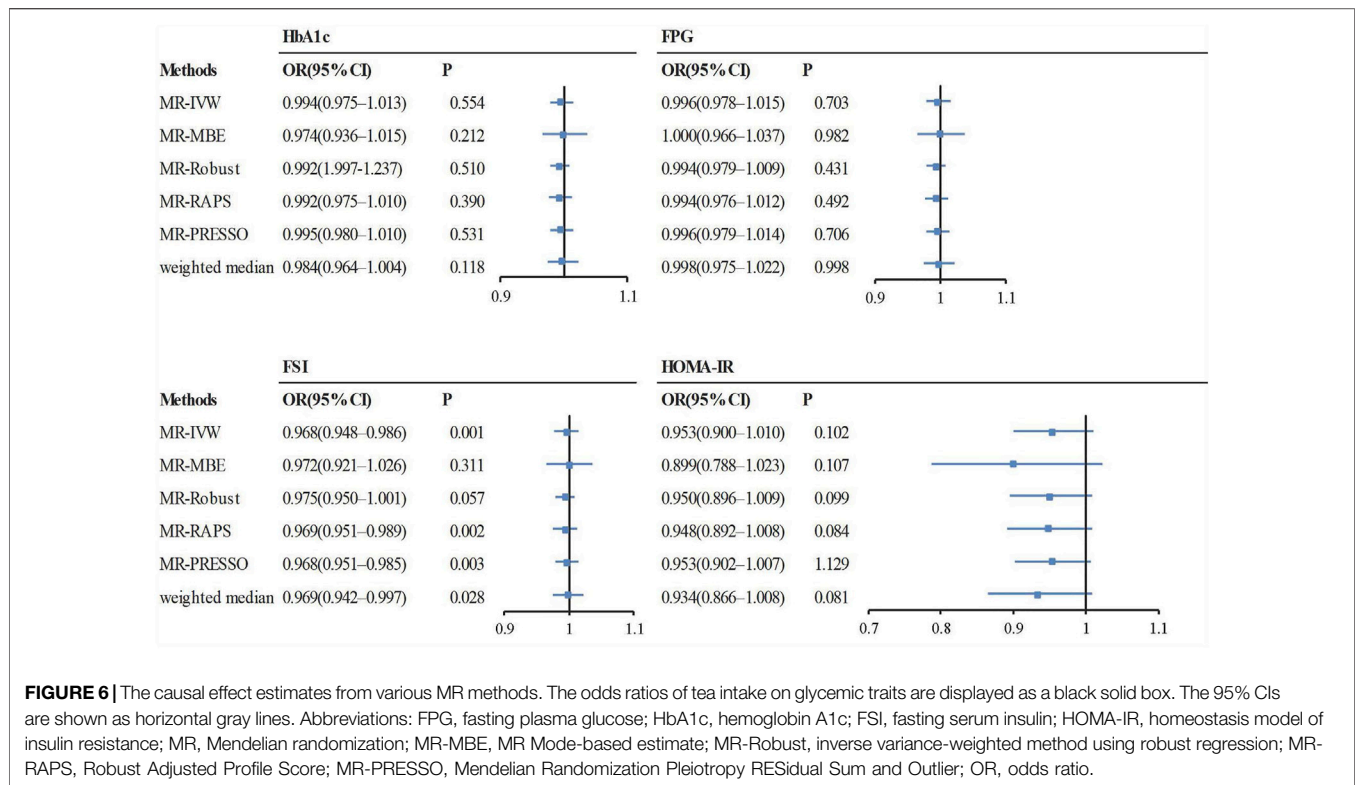 HbA1c FPG
Methods OR(95% CI) P OR(95% CI) P
MR-IVW 0.994(0.975–1.013) 0.554 0.996(0.978–1.015) 0.703
MR-MBE 0.974(0.936–1.015) 0.212 1.000(0.966–1.037) 0.982
MR-Robust 0.992(1.997-1.237) 0.510 0.994(0.979–1.009) 0.431
MR-RAPS 0.992(0.975–1.010) 0.390 0.994(0.976–1.012) 0.492
MR-PRESSO 0.995(0.980–1.010) 0.531 0.996(0.979–1.014) 0.706
weighted median 0.984(0.964–1.004) 0.118 0.998(0.975–1.022) 0.998
0.9 1 1.1 0.9 1 1.1
FSI HOMA-IR
Methods OR(95% CI) P OR(95% CI) P
MR-IVW 0.968(0.948–0.986) 0.001 0.953(0.900–1.010) 0.102
MR-MBE 0.972(0.921–1.026) 0.311 0.899(0.788–1.023) 0.107
MR-Robust 0.975(0.950–1.001) 0.057 0.950(0.896–1.009) 0.099
MR-RAPS 0.969(0.951–0.989) 0.002 0.948(0.892–1.008) 0.084
MR-PRESSO 0.968(0.951–0.985) 0.003 0.953(0.902–1.007) 1.129
weighted median 0.969(0.942–0.997) 0.028 0.934(0.866–1.008) 0.081
0.9 1 1.1 0.7 0.8 0.9 1 1.1
FIGURE 6 | The causal effect estimates from various MR methods. The odds ratios of tea intake on glycemic traits are displayed as a black solid box. The 95% CIs
are shown as horizontal gray lines. Abbreviations: FPG, fasting plasma glucose; HbA1c, hemoglobin A1c; FSI, fasting serum insulin; HOMA-IR, homeostasis model of
insulin resistance; MR, Mendelian randomization; MR-MBE, MR Mode-based estimate; MR-Robust, inverse variance-weighted method using robust regression; MR-
RAPS, Robust Adjusted Profile Score; MR-PRESSO, Mendelian Randomization Pleiotropy RESidual Sum and Outlier; OR, odds ratio.